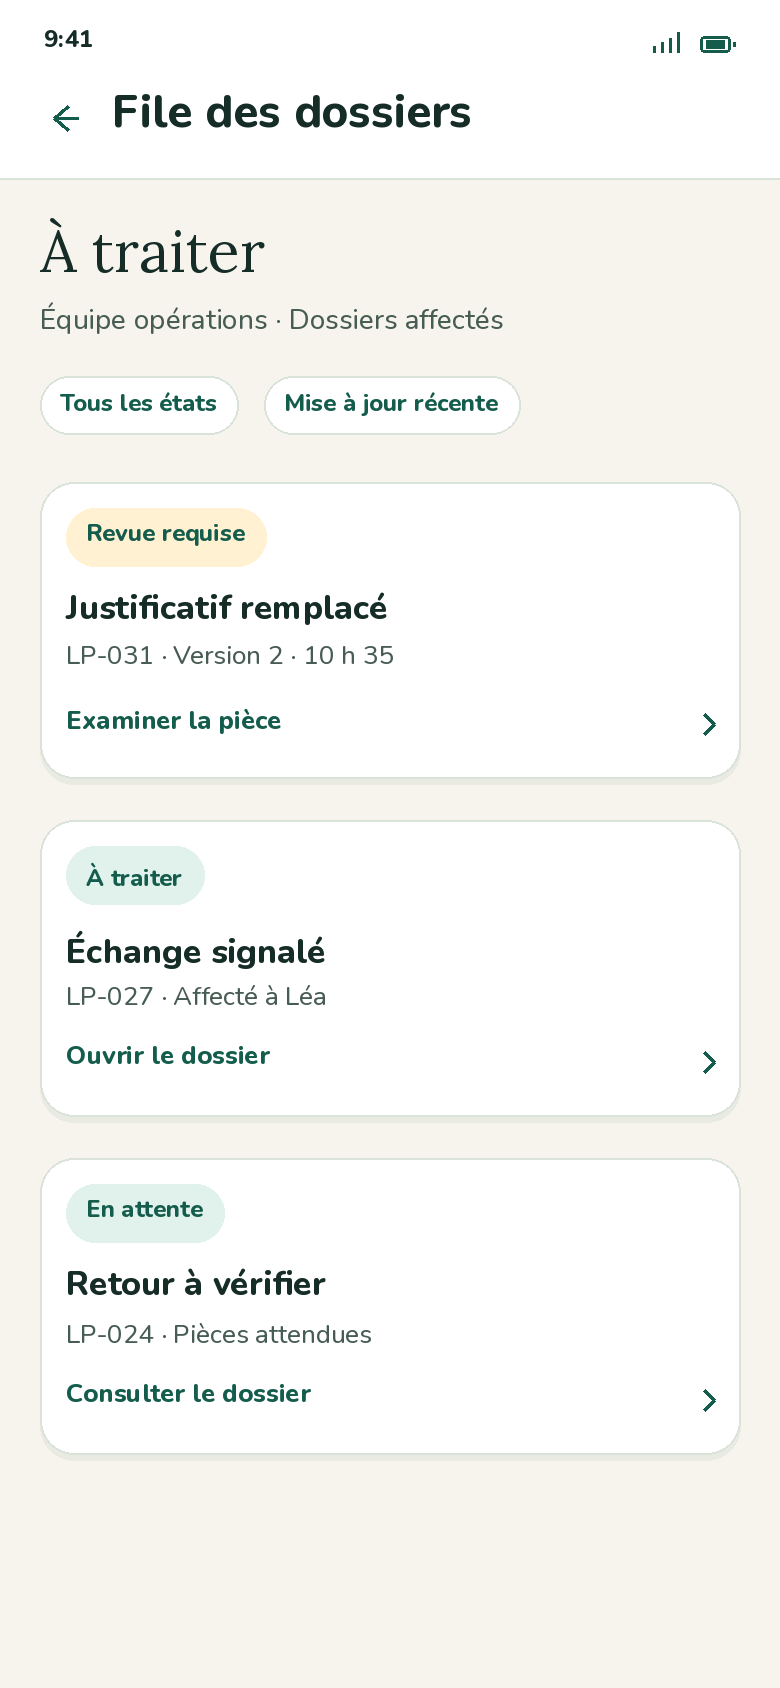 9:41
File des dossiers
À traiter
Équipe opérations · Dossiers affectés
Tous les états
Mise à jour récente
Revue requise
Justificatif remplacé
LP-031 · Version 2 · 10 h 35
Examiner la pièce
À traiter
Échange signalé
LP-027 · Affecté à Léa
Ouvrir le dossier
En attente
Retour à vérifier
LP-024 · Pièces attendues
Consulter le dossier